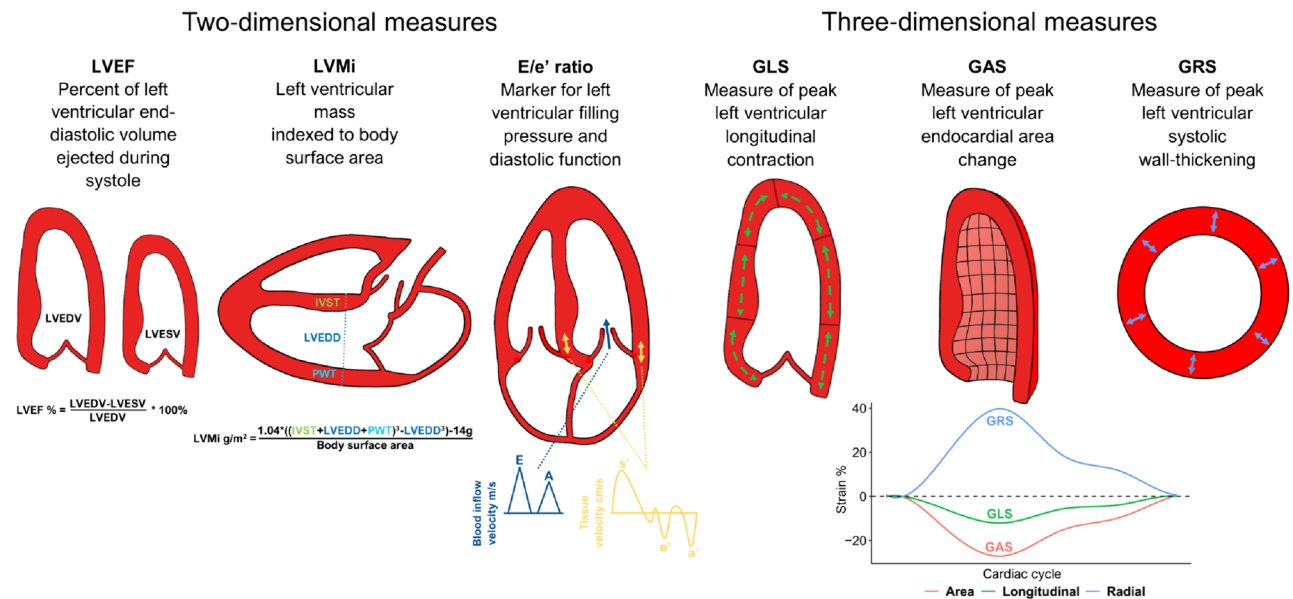 Two-dimensional measures
Three-dimensional measures
LVEF
Percent of left
ventricular end-
diastolic volume
ejected during
systole
LVMi
Left ventricular
mass
indexed to body
surface area
E/e’ ratio
Marker for left
ventricular filling
pressure and
diastolic function
GLS
Measure of peak
left ventricular
longitudinal
contraction
GAS
Measure of peak
left ventricular
endocardial area
change
GRS
Measure of peak
left ventricular
systolic
wall-thickening
LVEDV
LVESV
LVEF % = LVEDV-LVESV * 100%
LVEDV
IVST
LVEDD
PWT
LVMi g/m² = 1.04*((IVST+LVEDD+PWT)³-LVEDD³)-14g
Body surface area
E
A
Blood inflow
velocity m/s
s’
e’
a’
Tissue
velocity cm/s
Strain %
40
20
0
−20
GRS
GLS
GAS
Cardiac cycle
Area Longitudinal Radial